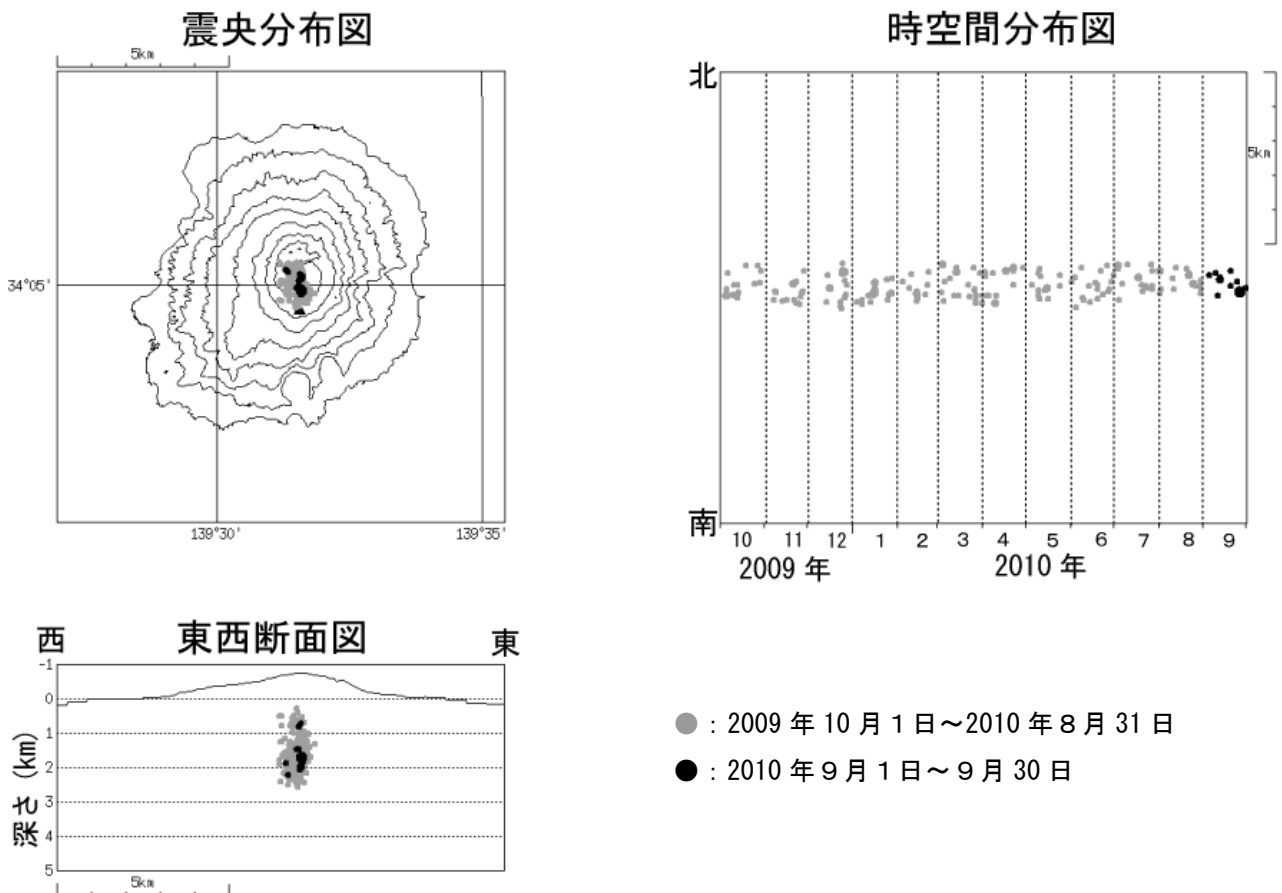 震央分布図
5km
34°05'
139°30'
139°35'
時空間分布図
北
南
5km
10 11 12 1 2 3 4 5 6 7 8 9
2009 年 2010 年
西 東西断面図 東
-1
0
1
2
3
4
5
深さ (km)
5km
：2009 年 10 月 1 日～2010 年 8 月 31 日
：2010 年 9 月 1 日～ 9 月 30 日